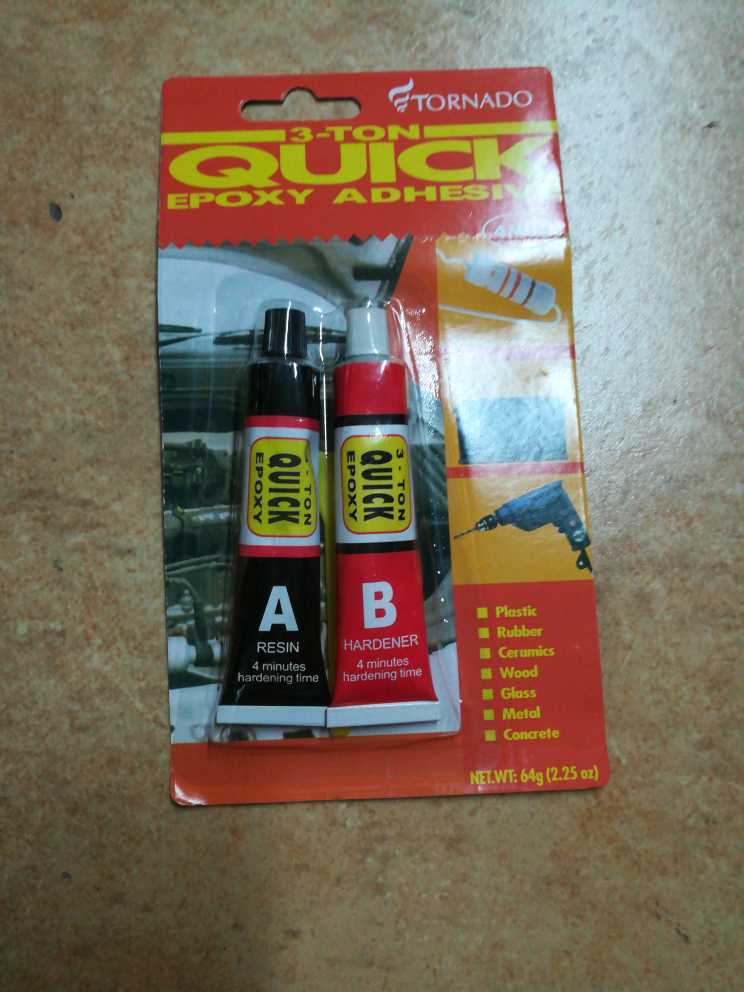 TORNADO
3-TON
QUICK
EPOXY ADHESIVE
3-TON
QUICK
EPOXY
A
RESIN
4 minutes
hardening time
3-TON
QUICK
EPOXY
B
HARDENER
4 minutes
hardening time
Plastic
Rubber
Ceramics
Wood
Glass
Metal
Concrete
NET.WT: 64g (2.25 oz)